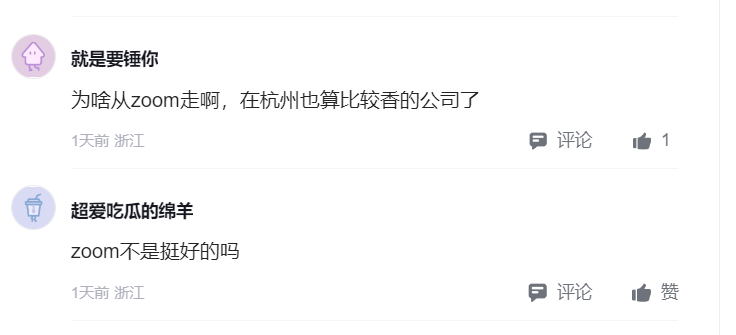 就是要锤你
为啥从zoom走啊，在杭州也算比较香的公司了
1天前 浙江 评论 1
超爱吃瓜的绵羊
zoom不是挺好的吗
1天前 浙江 评论 赞